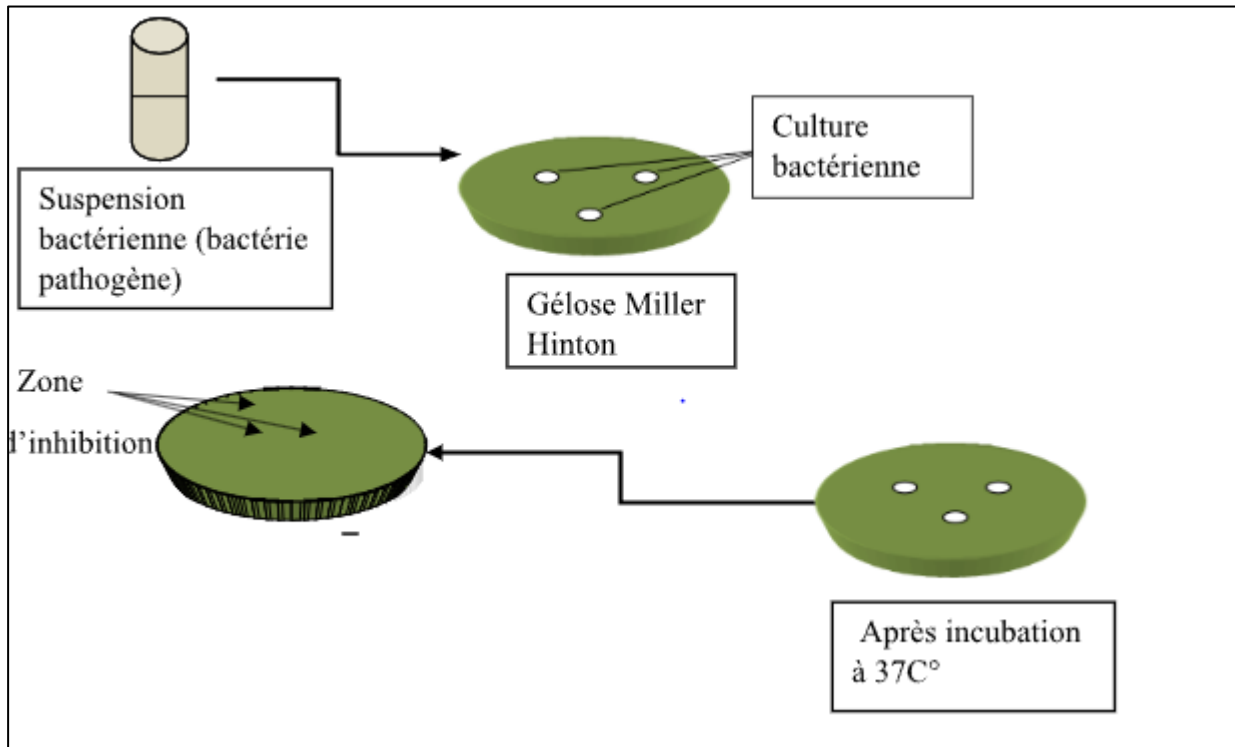 Culture
bactérienne
Suspension
bactérienne (bactérie
pathogène)
Gélose Miller
Hinton
Zone
d’inhibition
Après incubation
à 37C°